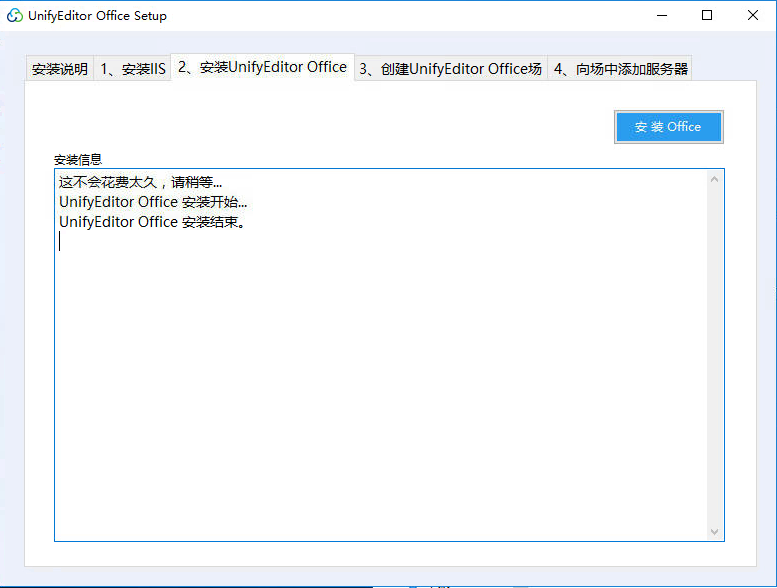 UnifyEditor Office Setup
安装说明 1、安装IIS 2、安装UnifyEditor Office 3、创建UnifyEditor Office场 4、向场中添加服务器
安 装 Office
安装信息
这不会花费太久，请稍等...
UnifyEditor Office 安装开始...
UnifyEditor Office 安装结束。